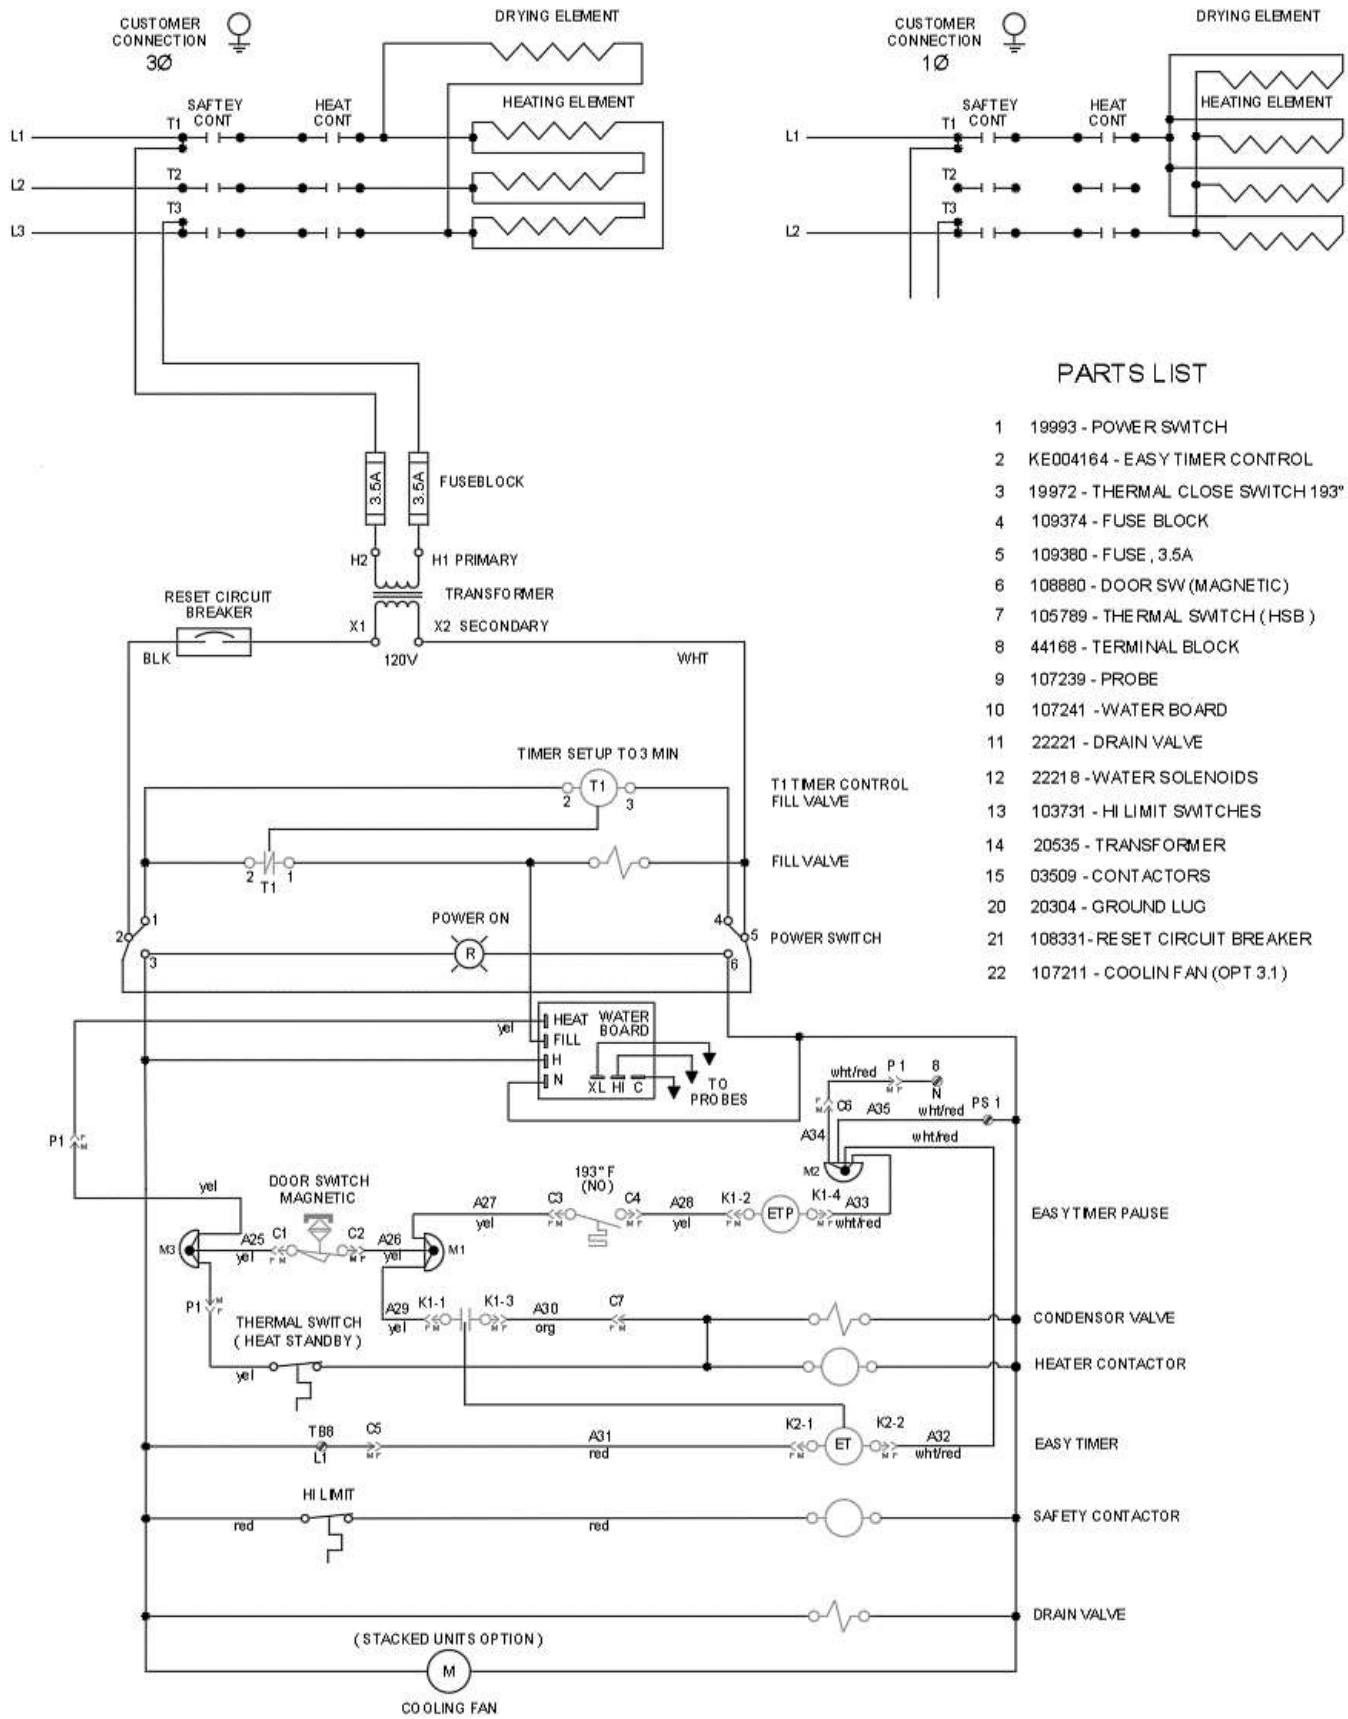 CUSTOMER
CONNECTION
3Ø
DRYING ELEMENT
SAFTEY
CONT
HEAT
CONT
HEATING ELEMENT
L1
T1
L2
T2
L3
T3
CUSTOMER
CONNECTION
1Ø
DRYING ELEMENT
SAFTEY
CONT
HEAT
CONT
HEATING ELEMENT
L1
T1
T2
T3
L2
3.5A
3.5A
FUSEBLOCK
H2
H1 PRIMARY
TRANSFORMER
RESET CIRCUIT
BREAKER
X1
X2 SECONDARY
BLK
120V
WHT
PARTS LIST
1 19993 - POWER SWITCH
2 KE004164 - EASY TIMER CONTROL
3 19972 - THERMAL CLOSE SWITCH 193°
4 109374 - FUSE BLOCK
5 109380 - FUSE, 3.5A
6 108880 - DOOR SW (MAGNETIC)
7 105789 - THERMAL SWITCH ( HSB )
8 44168 - TERMINAL BLOCK
9 107239 - PROBE
10 107241 - WATER BOARD
11 22221 - DRAIN VALVE
12 22218 - WATER SOLENOIDS
13 103731 - HI LIMIT SWITCHES
14 20535 - TRANSFORMER
15 03509 - CONTACTORS
20 20304 - GROUND LUG
21 108331- RESET CIRCUIT BREAKER
22 107211 - COOLIN FAN (OPT 3.1 )
TIMER SETUP TO 3 MIN
2
T1
3
T1 TIMER CONTROL
FILL VALVE
2
T1
1
FILL VALVE
1
POWER ON
4
2
5
POWER SWITCH
3
R
6
yel
HEAT
WATER
BOARD
FILL
H
N
XL HI C
TO
PROBES
wht/red
P1
8
N
C6
F
M
A35
wht/red
PS 1
A34
wht/red
M2
P1
F
M
yel
DOOR SWITCH
MAGNETIC
193° F
(NO)
A27
yel
C3
F M
C4
M F
A28
yel
K1-2
F M
ETP
K1-4
M F
A33
wht/red
EASY TIMER PAUSE
M3
A25
yel
C1
F M
C2
M F
A26
yel
M1
P1
M
F
THERMAL SWITCH
( HEAT STANDBY )
A29
yel
K1-1
F M
K1-3
M F
A30
org
C7
F M
CONDENSOR VALVE
yel
HEATER CONTACTOR
TB8
L1
C5
M F
A31
red
K2-1
F M
ET
K2-2
M F
A32
wht/red
EASY TIMER
HI LIMIT
red
red
SAFETY CONTACTOR
DRAIN VALVE
( STACKED UNITS OPTION )
M
COOLING FAN